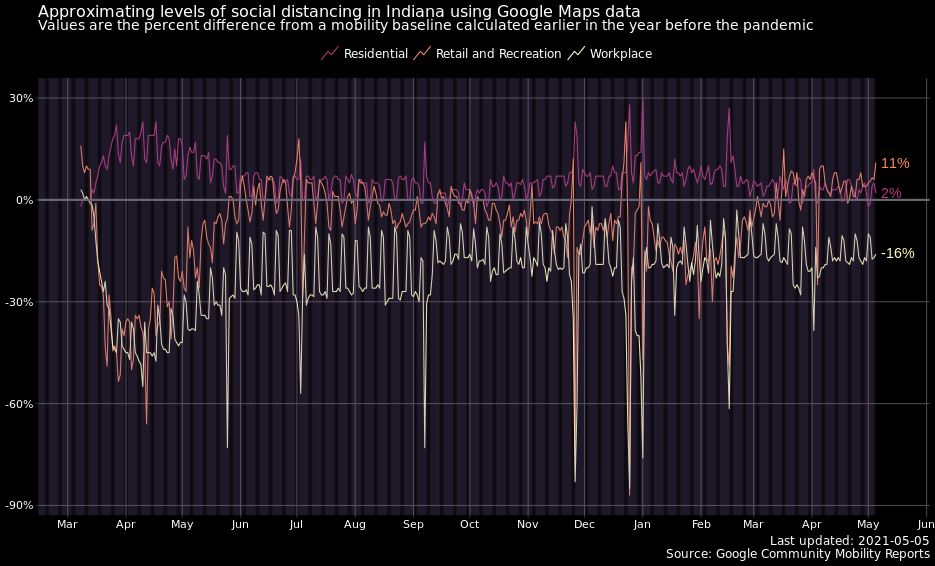 Approximating levels of social distancing in Indiana using Google Maps data
Values are the percent difference from a mobility baseline calculated earlier in the year before the pandemic
Residential Retail and Recreation Workplace
30%
11%
2%
0%
-16%
-30%
-60%
-90%
Mar Apr May Jun Jul Aug Sep Oct Nov Dec Jan Feb Mar Apr May Jun
Last updated: 2021-05-05
Source: Google Community Mobility Reports